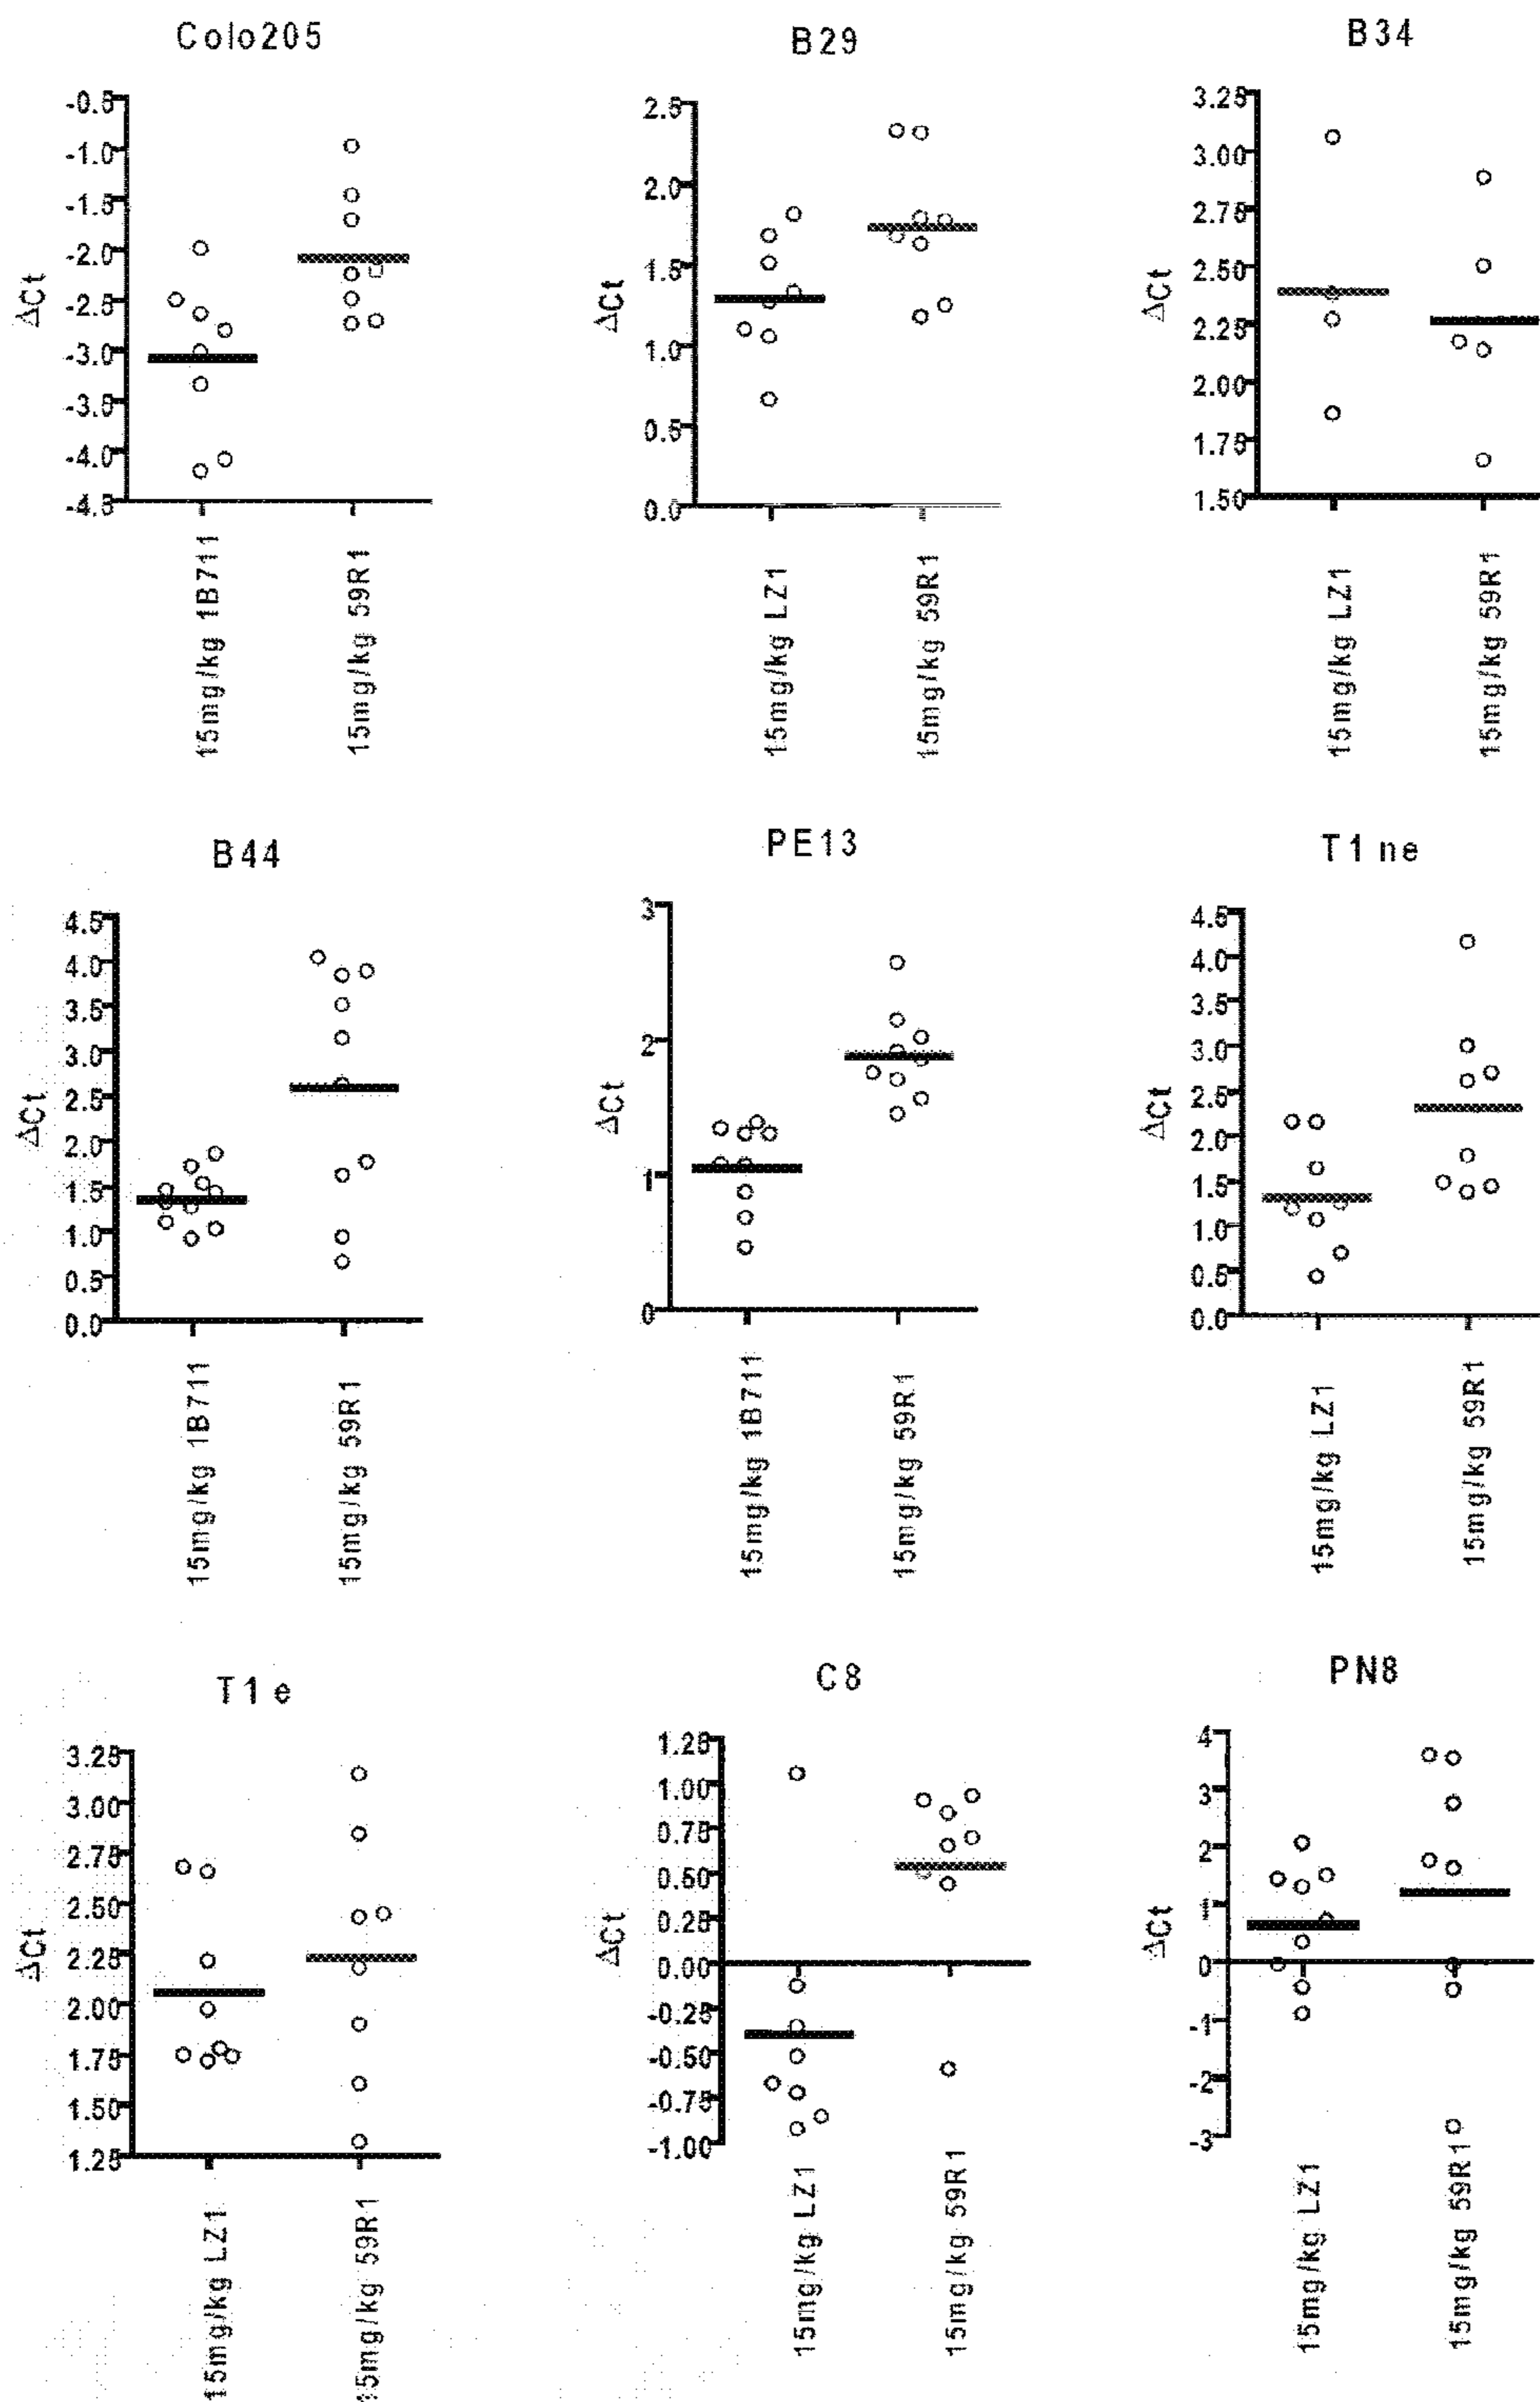 Colo205
-0.5
-1.0
-1.5
-2.0
-2.5
-3.0
-3.5
-4.0
-4.5
ΔCt
15mg/kg 1B711
15mg/kg 59R1
B29
2.5
2.0
1.5
1.0
0.5
0.0
ΔCt
15mg/kg LZ1
15mg/kg 59R1
B34
3.25
3.00
2.75
2.50
2.25
2.00
1.75
1.50
ΔCt
15mg/kg LZ1
15mg/kg 59R1
B44
4.5
4.0
3.5
3.0
2.5
2.0
1.5
1.0
0.5
0.0
ΔCt
15mg/kg 1B711
15mg/kg 59R1
PE13
3
2
1
0
ΔCt
15mg/kg 1B711
15mg/kg 59R1
T1 ne
4.5
4.0
3.5
3.0
2.5
2.0
1.5
1.0
0.5
0.0
ΔCt
15mg/kg LZ1
15mg/kg 59R1
T1 e
3.25
3.00
2.75
2.50
2.25
2.00
1.75
1.50
1.25
ΔCt
15mg/kg LZ1
15mg/kg 59R1
C8
1.25
1.00
0.75
0.50
0.25
0.00
-0.25
-0.50
-0.75
-1.00
ΔCt
15mg/kg LZ1
15mg/kg 59R1
PN8
4
3
2
1
0
-1
-2
-3
ΔCt
15mg/kg LZ1
15mg/kg 59R1